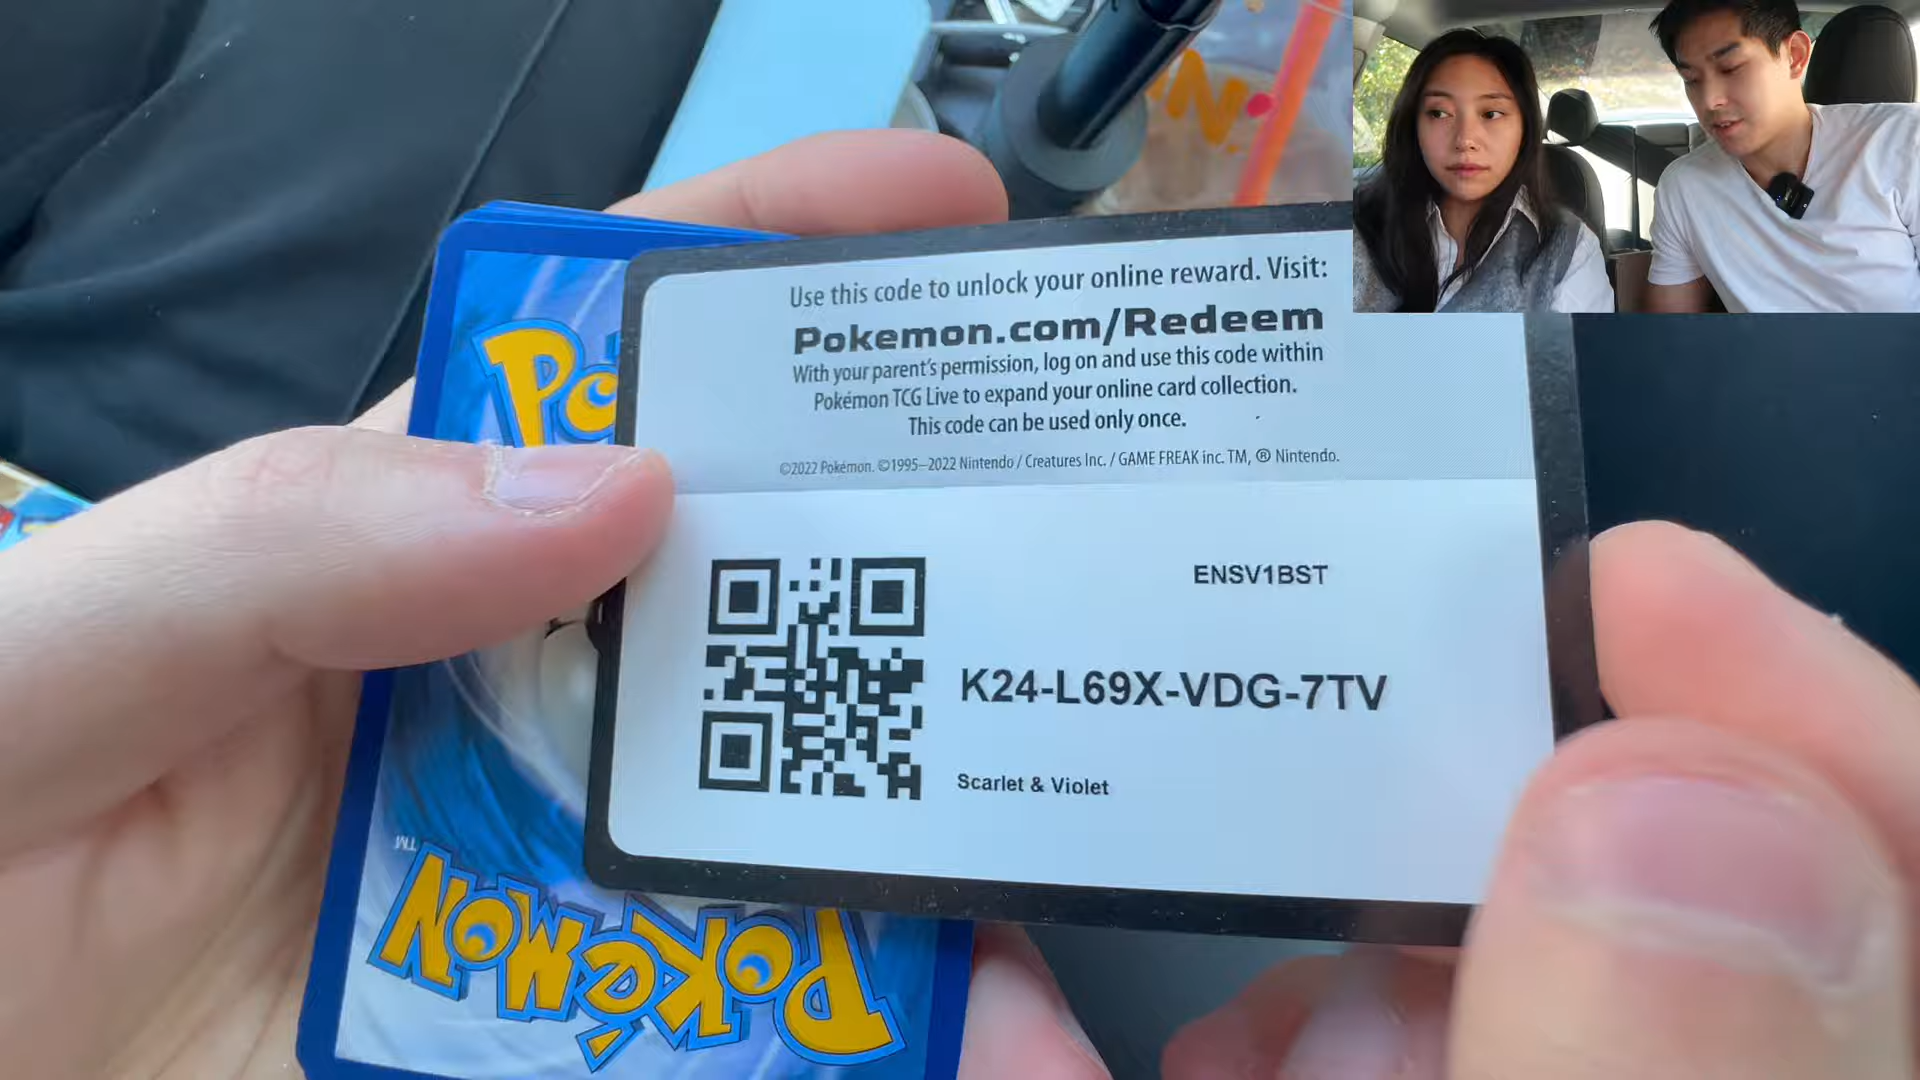 Use this code to unlock your online reward. Visit:
Pokemon.com/Redeem
With your parent's permission, log on and use this code within
Pokémon TCG Live to expand your online card collection.
This code can be used only once.
©2022 Pokémon. ©1995–2022 Nintendo / Creatures Inc. / GAME FREAK inc. TM, ® Nintendo.
ENSV1BST
K24-L69X-VDG-7TV
Scarlet & Violet
Po
POKéMON
TM